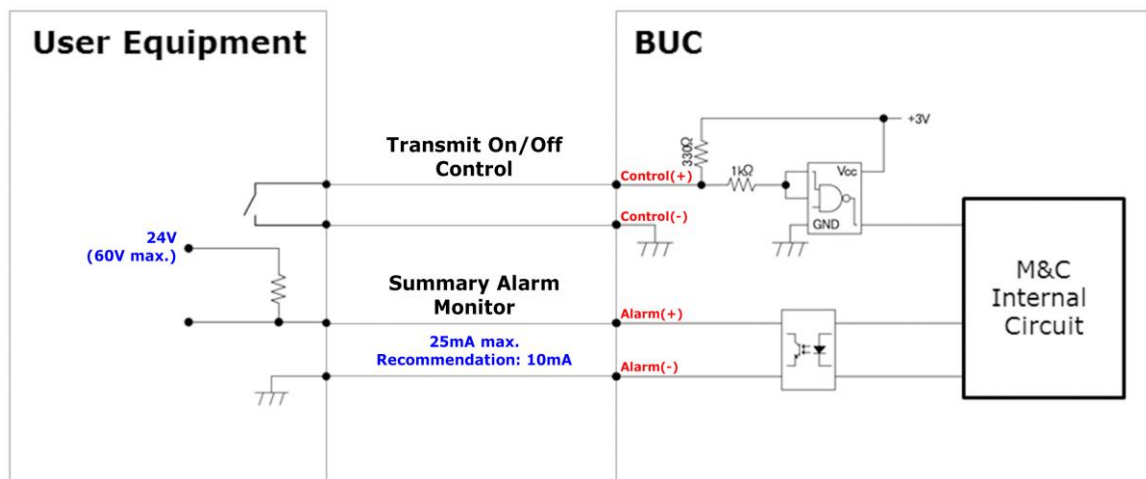 User Equipment
BUC
Transmit On/Off
Control
+3V
330Ω
1kΩ
Vcc
GND
Control(+)
Control(-)
24V
(60V max.)
Summary Alarm
Monitor
25mA max.
Recommendation: 10mA
Alarm(+)
Alarm(-)
M&C
Internal
Circuit